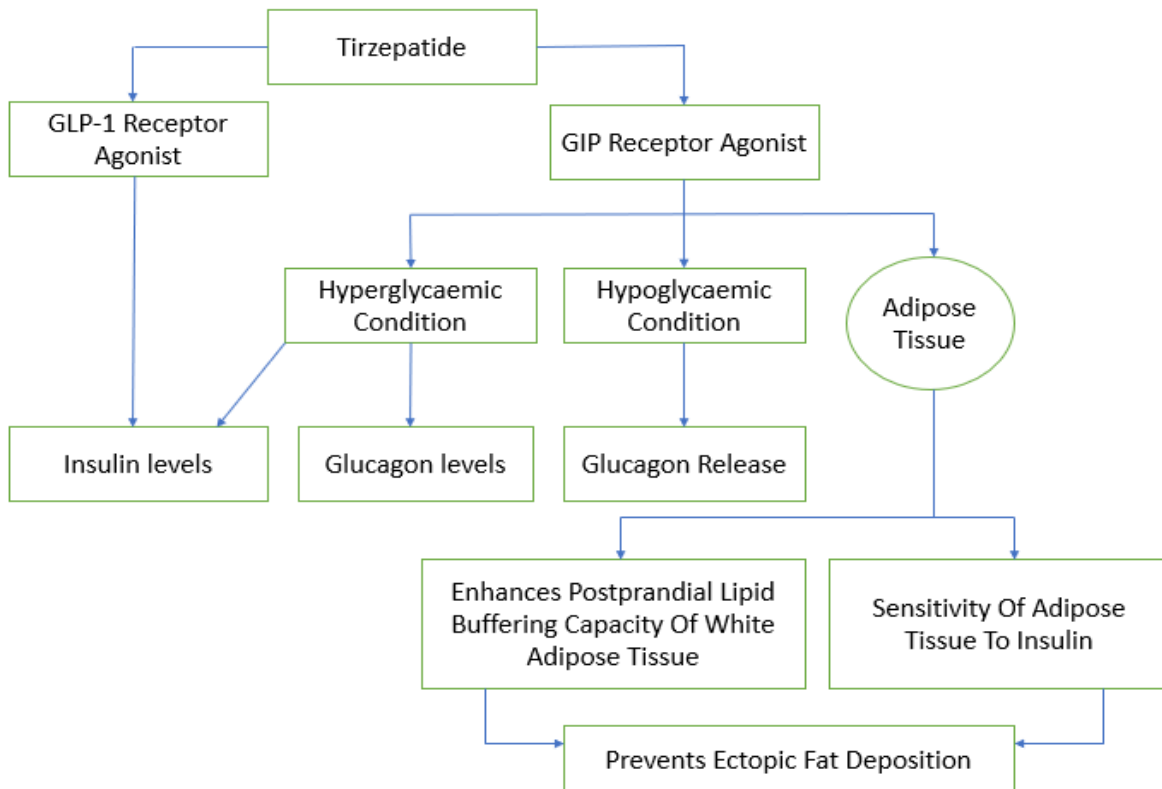 Tirzepatide
GLP-1 Receptor
Agonist
GIP Receptor Agonist
Hyperglycaemic
Condition
Hypoglycaemic
Condition
Adipose
Tissue
Insulin levels
Glucagon levels
Glucagon Release
Enhances Postprandial Lipid
Buffering Capacity Of White
Adipose Tissue
Sensitivity Of Adipose
Tissue To Insulin
Prevents Ectopic Fat Deposition